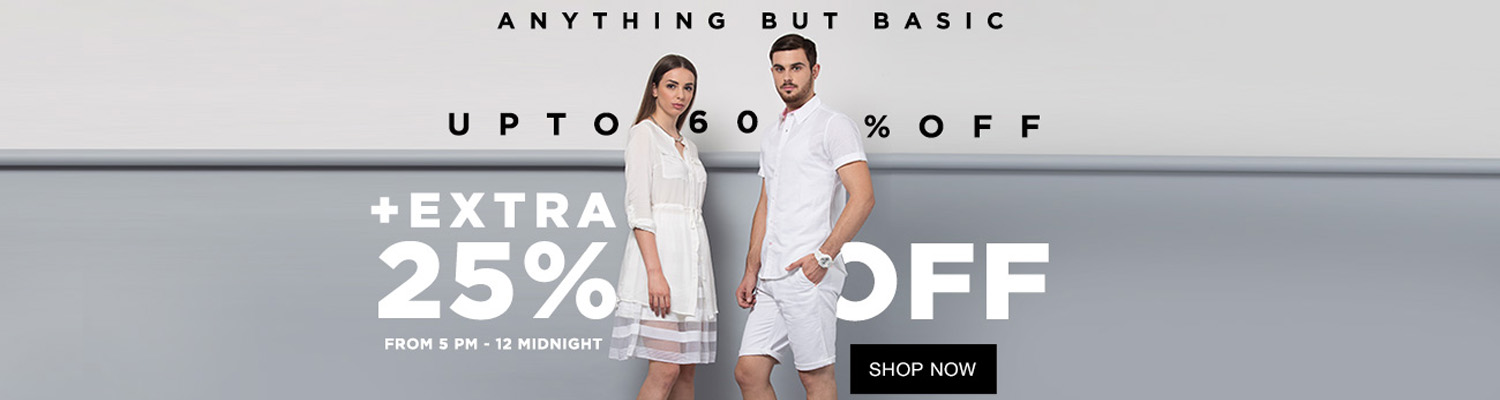 ANYTHING BUT BASIC
UPTO 60 % OFF
+EXTRA
25% OFF
FROM 5 PM - 12 MIDNIGHT
SHOP NOW